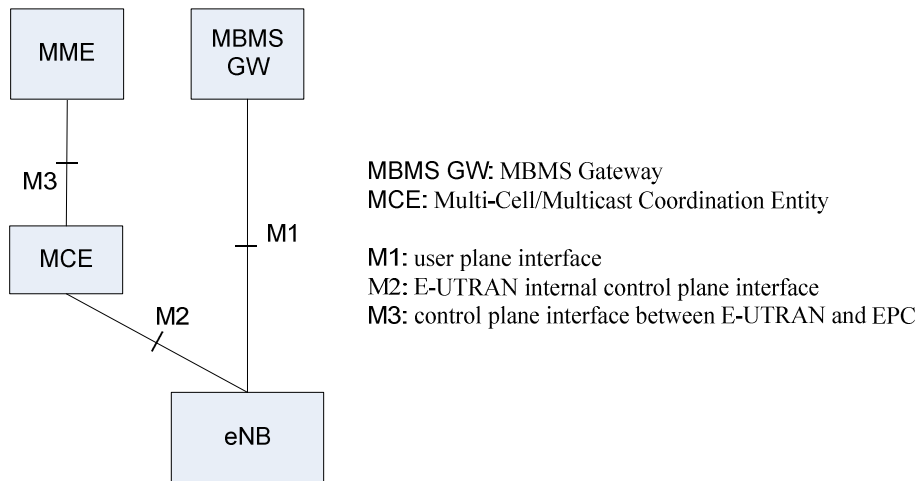 MME
MBMS
GW
M3
M1
MCE
M2
eNB
MBMS GW: MBMS Gateway
MCE: Multi-Cell/Multicast Coordination Entity
M1: user plane interface
M2: E-UTRAN internal control plane interface
M3: control plane interface between E-UTRAN and EPC